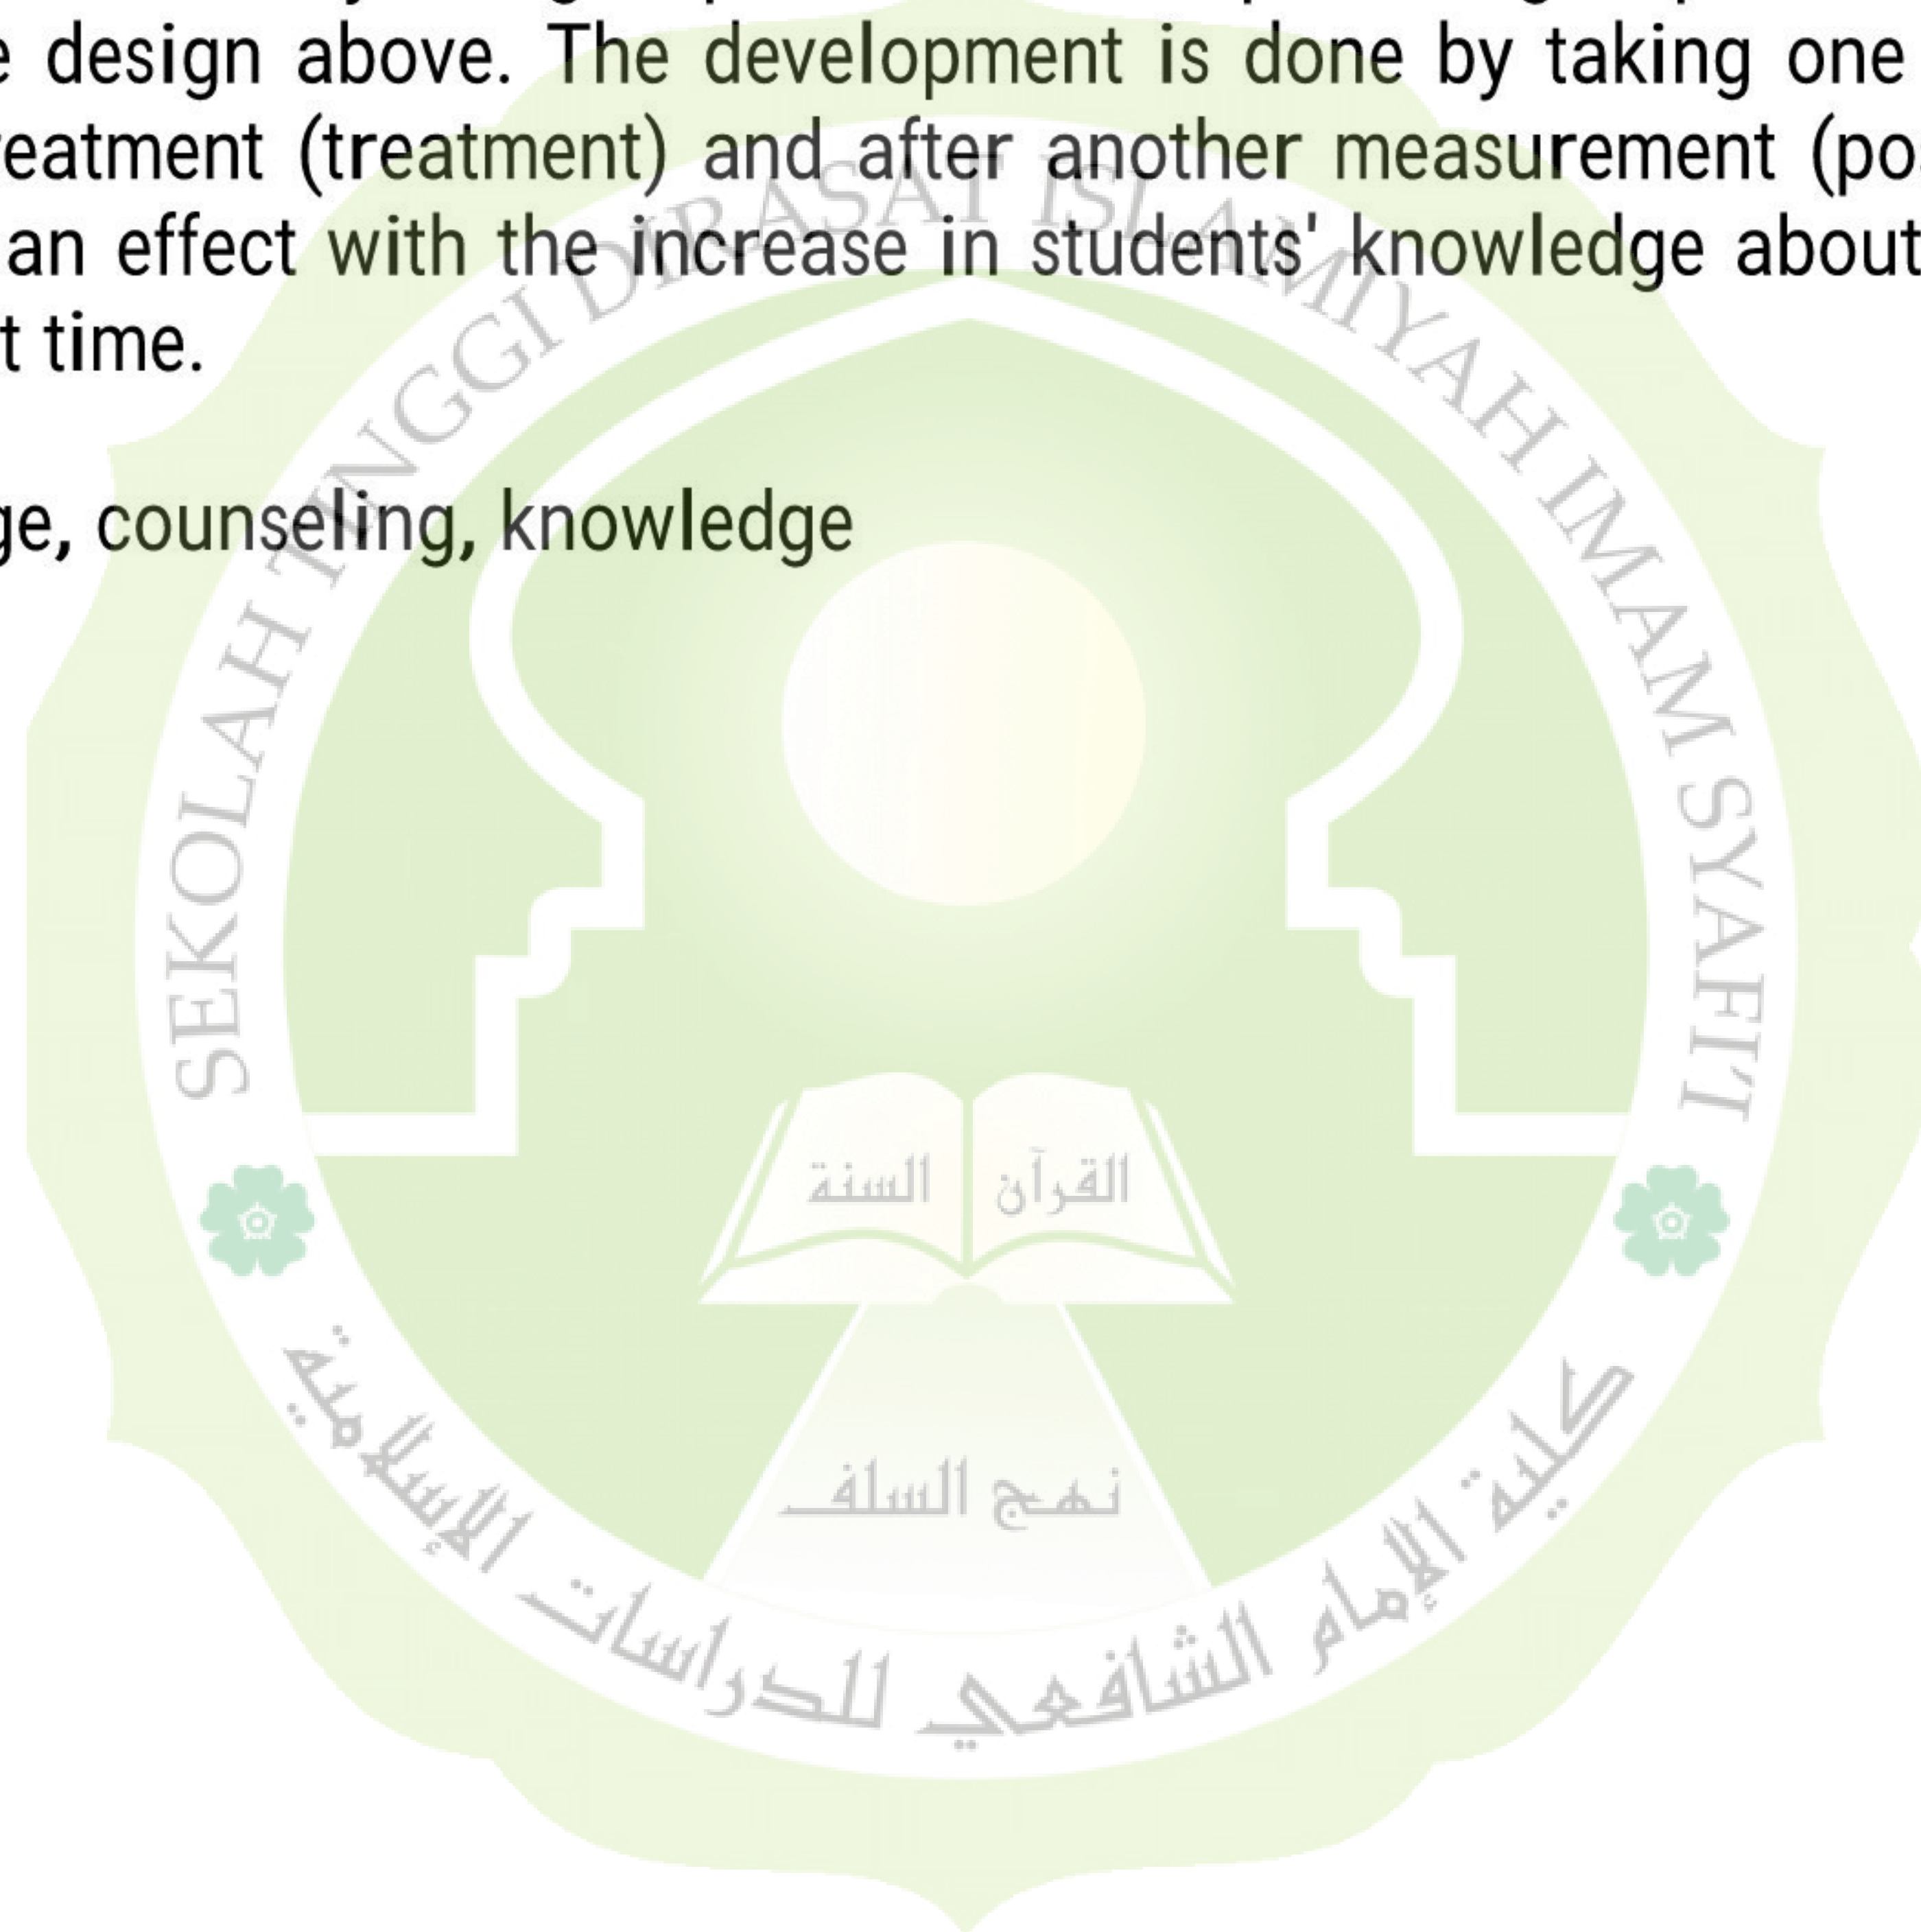 e design above. The development is done by taking one
reatment (treatment) and after another measurement (pos
an effect with the increase in students' knowledge about
t time.
ge, counseling, knowledge
SEKOLAH TINGGI DIRASAT ISLAMIYAH IMAM SYAFI'I
القرآن السنة
نهج السلف
كلية الإمام الشافعي للدراسات الإسلامية